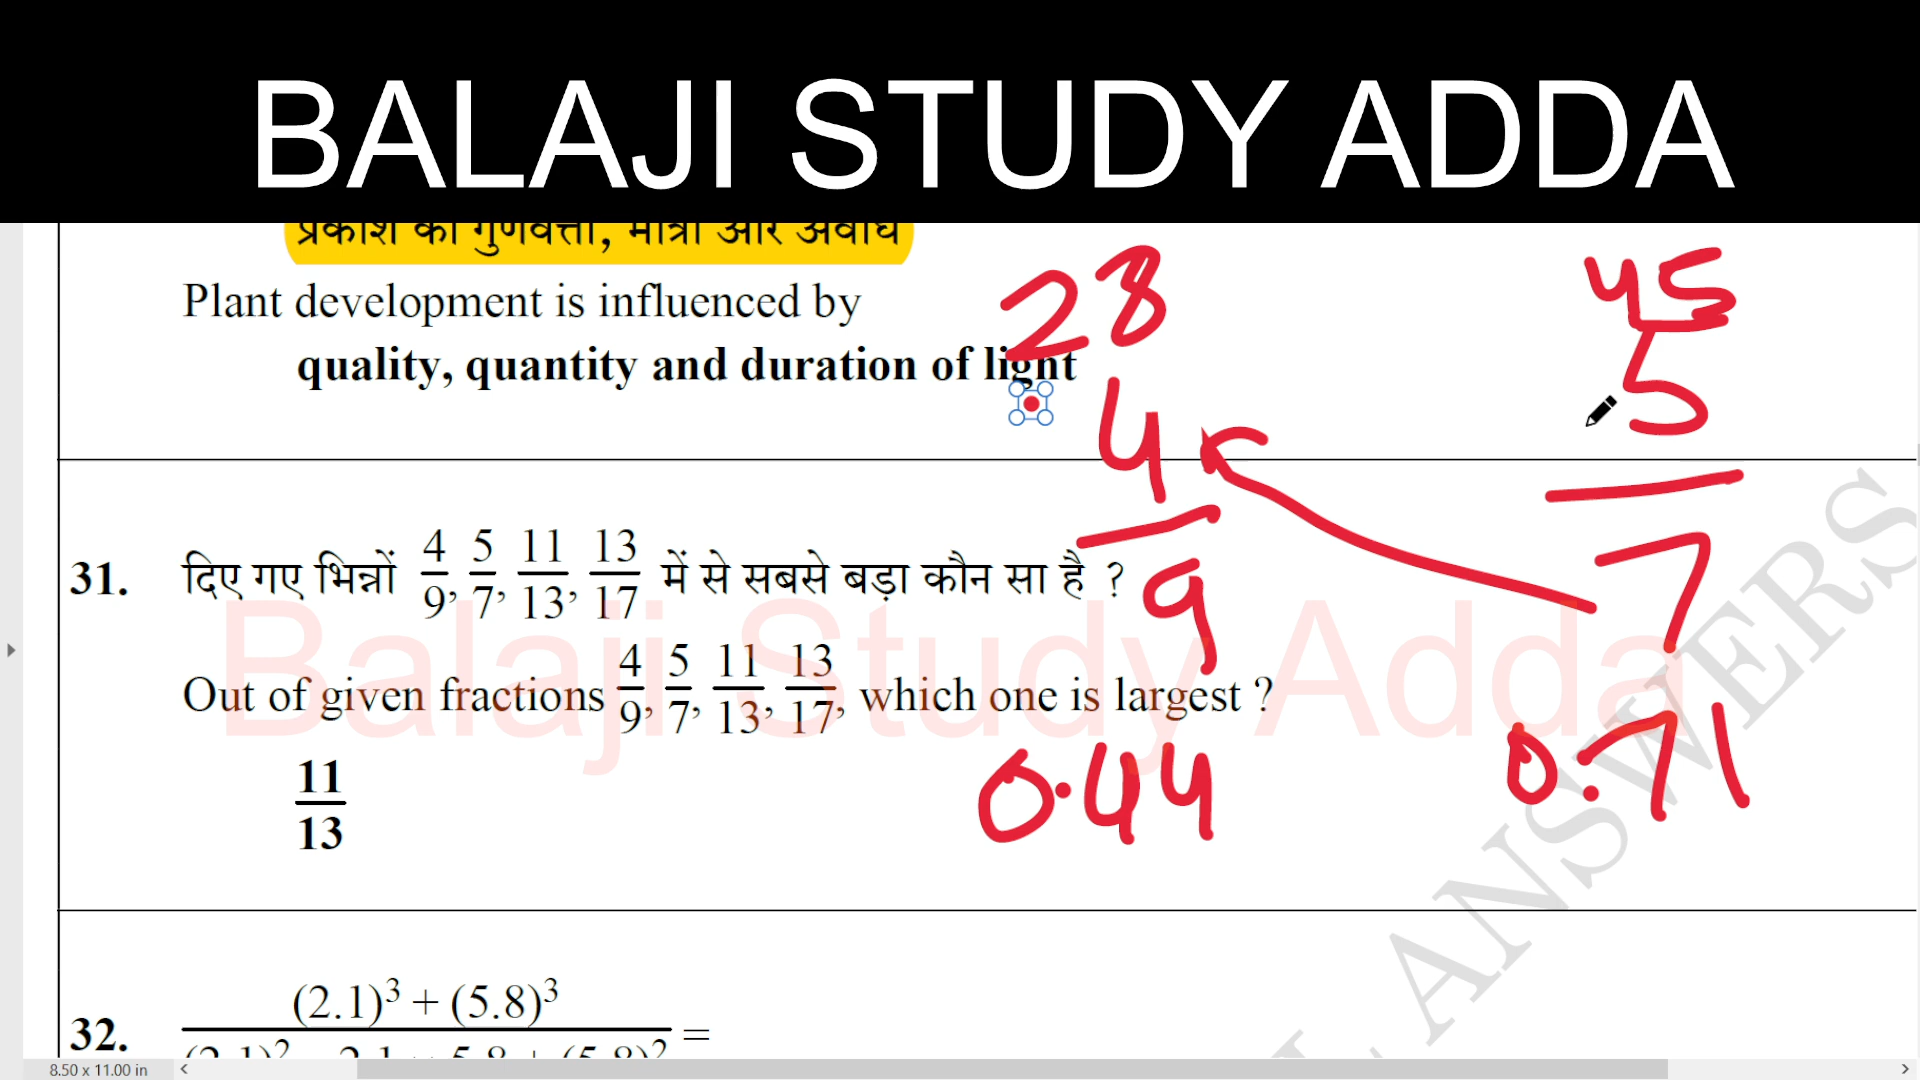 BALAJI STUDY ADDA
प्रकाश की गुणवत्ता, मात्रा और अवधि
Plant development is influenced by
quality, quantity and duration of light
28
4
9
0.44
45
5
7
0.71
31. दिए गए भिन्नों 4/9, 5/7, 11/13, 13/17 में से सबसे बड़ा कौन सा है ?
Out of given fractions 4/9, 5/7, 11/13, 13/17, which one is largest ?
11/13
Balaji Study Adda
ANSWERS
32. (2.1)³ + (5.8)³ =
8.50 x 11.00 in